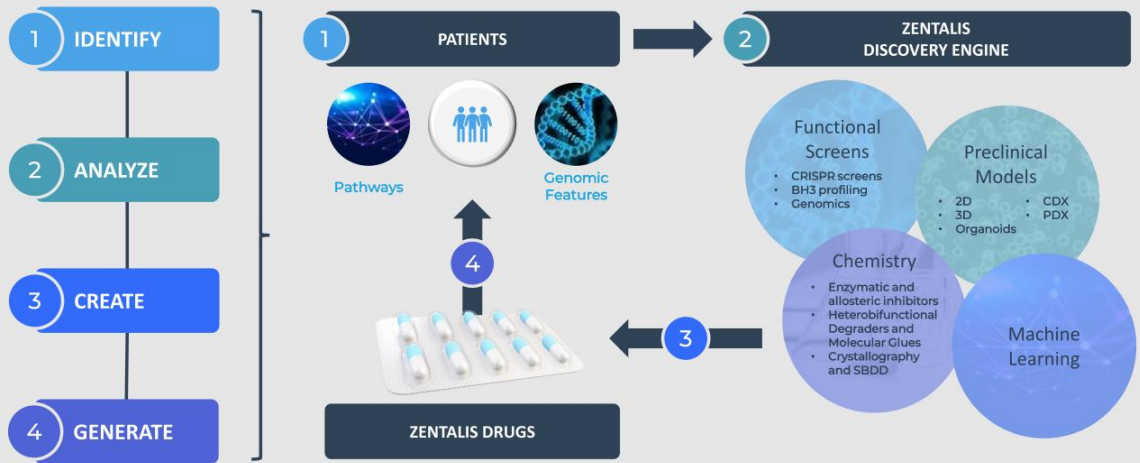 1 IDENTIFY
2 ANALYZE
3 CREATE
4 GENERATE
1 PATIENTS
Pathways
Genomic
Features
2 ZENTALIS
DISCOVERY ENGINE
Functional
Screens
• CRISPR screens
• BH3 profiling
• Genomics
Preclinical
Models
• 2D • CDX
• 3D • PDX
• Organoids
Chemistry
• Enzymatic and
allosteric inhibitors
• Heterobifunctional
Degraders and
Molecular Glues
• Crystallography
and SBDD
Machine
Learning
3
4
ZENTALIS DRUGS